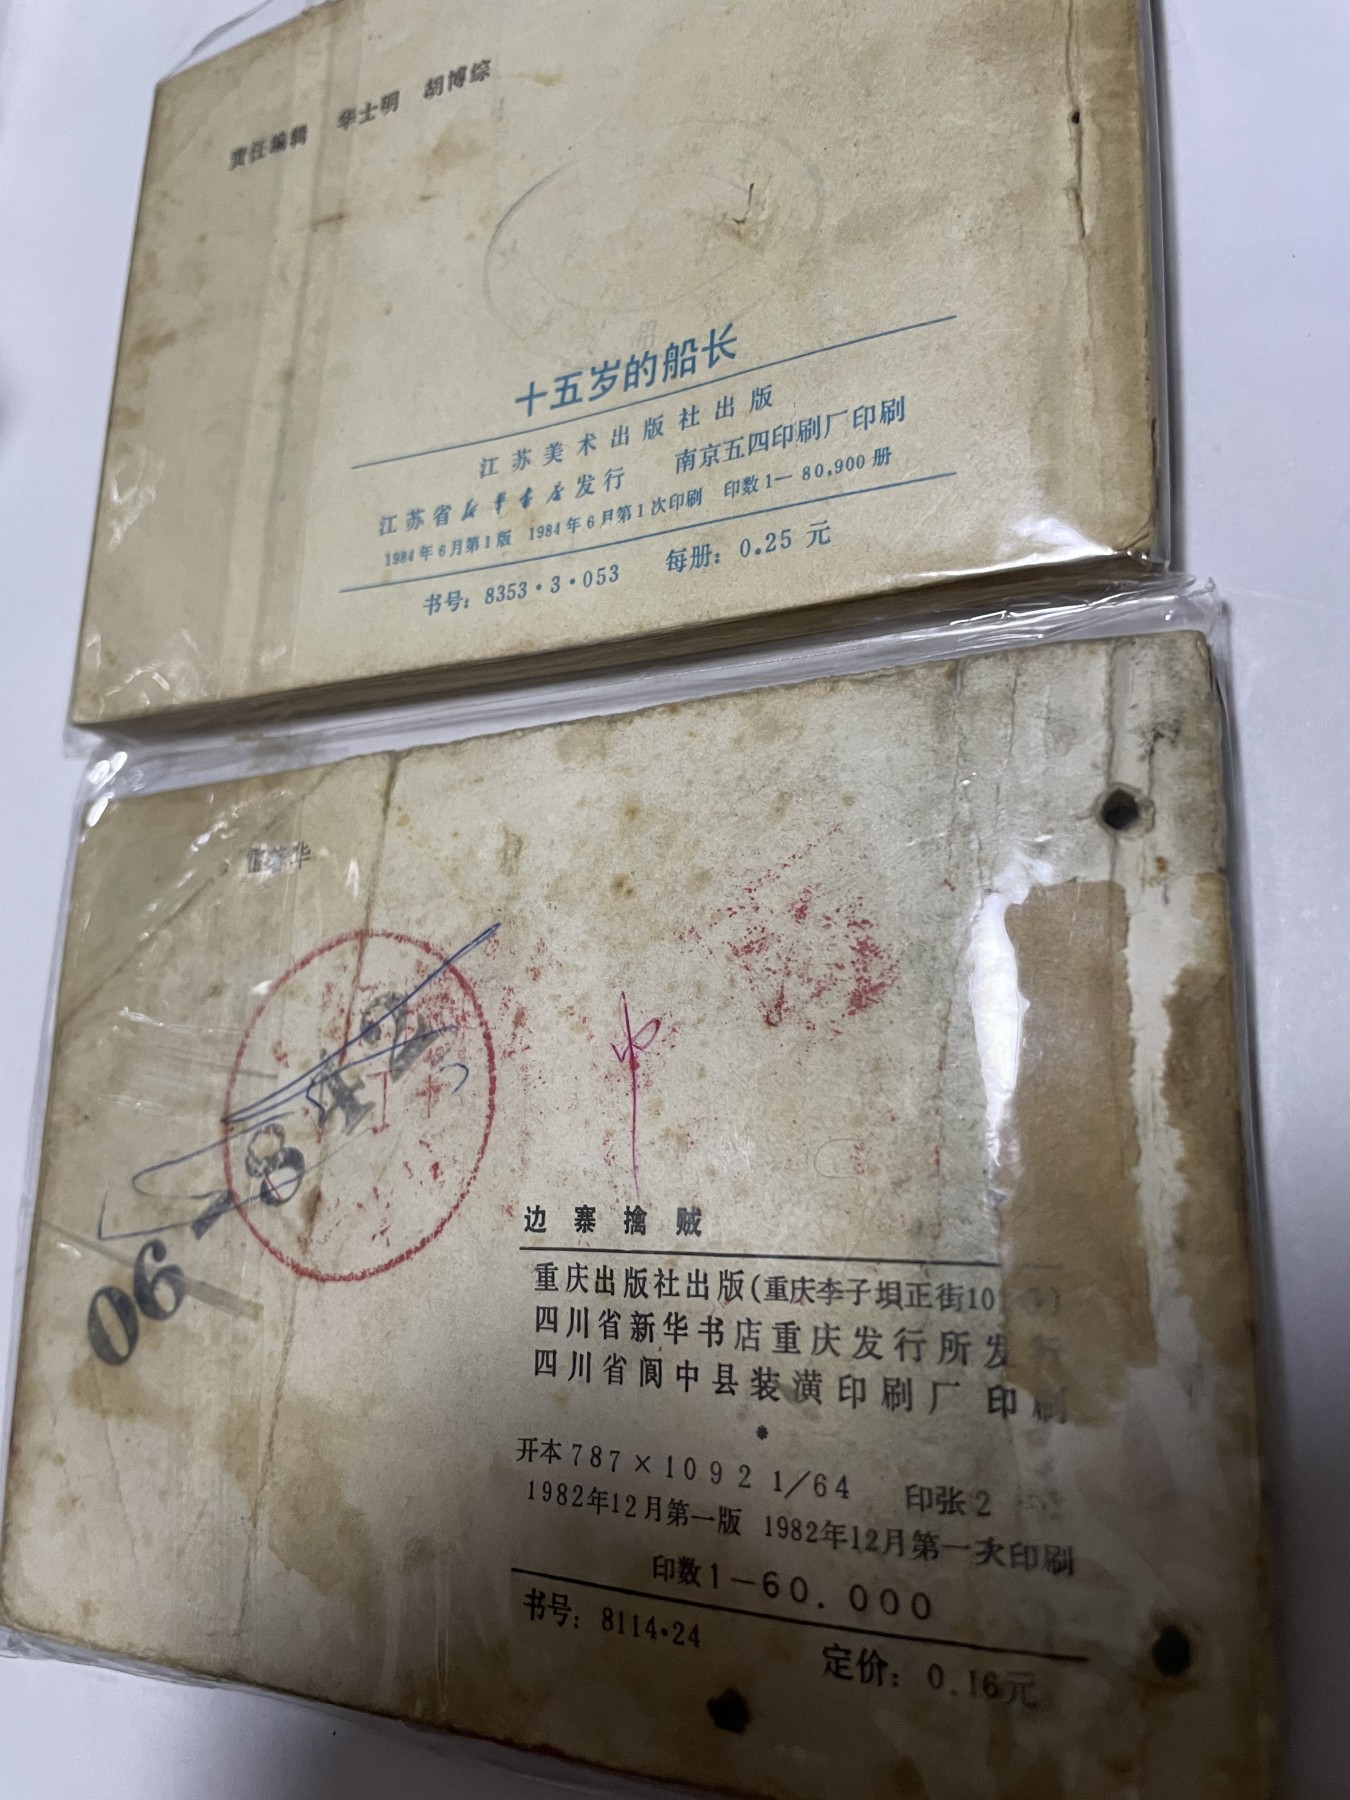 责任编辑 华士明 胡博综
十五岁的船长
江苏美术出版社出版
江苏省新华书店发行 南京五四印刷厂印刷
1984年6月第1版 1984年6月第1次印刷 印数1—80,900册
书号：8353·3·053 每册：0.25元
华
06-8442
中
边寨擒贼
重庆出版社出版(重庆李子坝正街10
四川省新华书店重庆发行所发行
四川省阆中县装潢印刷厂印刷
*
开本787×1092 1/64 印张2
1982年12月第一版 1982年12月第一次印刷
印数1—60.000
书号：8114·24 定价：0.16元